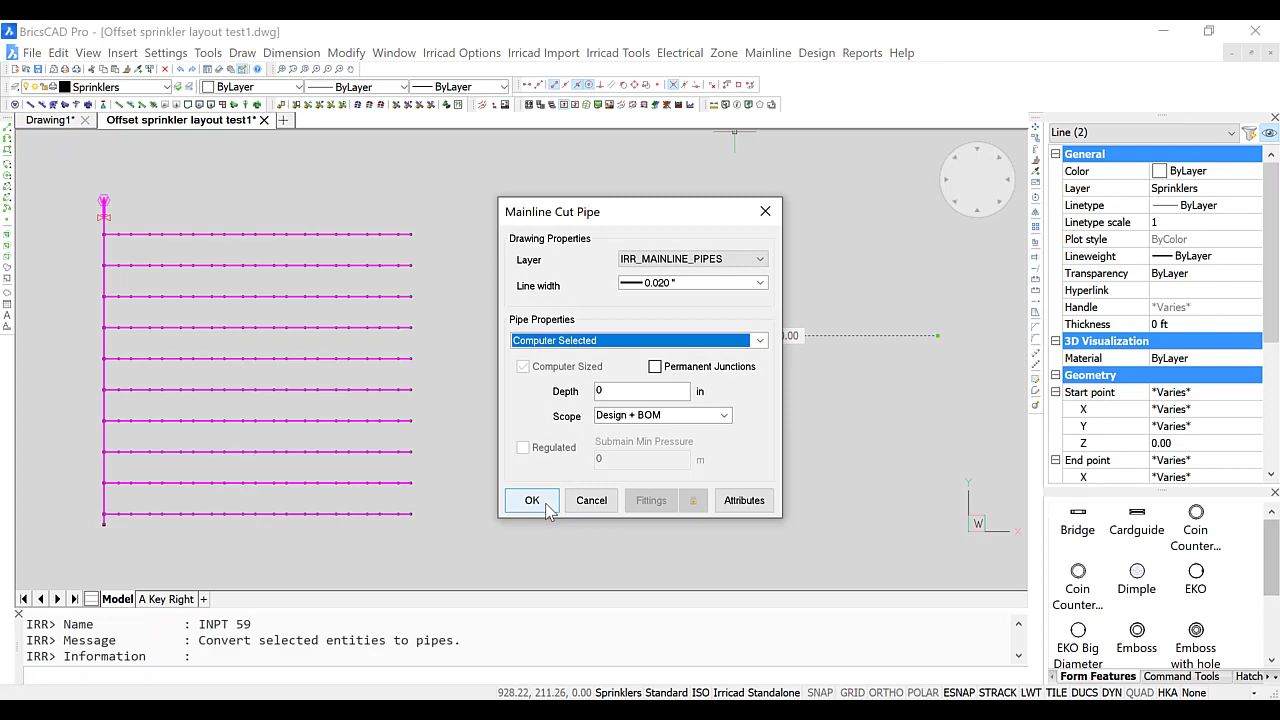 BricsCAD Pro - [Offset sprinkler layout test1.dwg]
File Edit View Insert Settings Tools Draw Dimension Modify Window Irricad Options Irricad Import Irricad Tools Electrical Zone Mainline Design Reports Help
Sprinklers ByLayer ByLayer ByLayer
Drawing1* Offset sprinkler layout test1*
Line (2)
General
Color ByLayer
Layer Sprinklers
Linetype ByLayer
Linetype scale 1
Plot style ByColor
Lineweight ByLayer
Transparency ByLayer
Hyperlink
Handle *Varies*
Thickness 0 ft
3D Visualization
Material ByLayer
Geometry
Start point *Varies*
X *Varies*
Y *Varies*
Z 0.00
End point *Varies*
X *Varies*
Mainline Cut Pipe
Drawing Properties
Layer IRR_MAINLINE_PIPES
Line width 0.020 "
Pipe Properties
Computer Selected
Computer Sized Permanent Junctions
Depth 0 in
Scope Design + BOM
Regulated Submain Min Pressure
0 m
OK Cancel Fittings Attributes
Y
W X
Bridge Cardguide Coin Counter...
Coin Counter... Dimple EKO
EKO Big Diameter Emboss Emboss with hole
Form Features Command Tools Hatch
Model A Key Right +
IRR> Name : INPT 59
IRR> Message : Convert selected entities to pipes.
IRR> Information :
928.22, 211.26, 0.00 Sprinklers Standard ISO Irricad Standalone SNAP GRID ORTHO POLAR ESNAP STRACK LWT TILE DUCS DYN QUAD HKA None